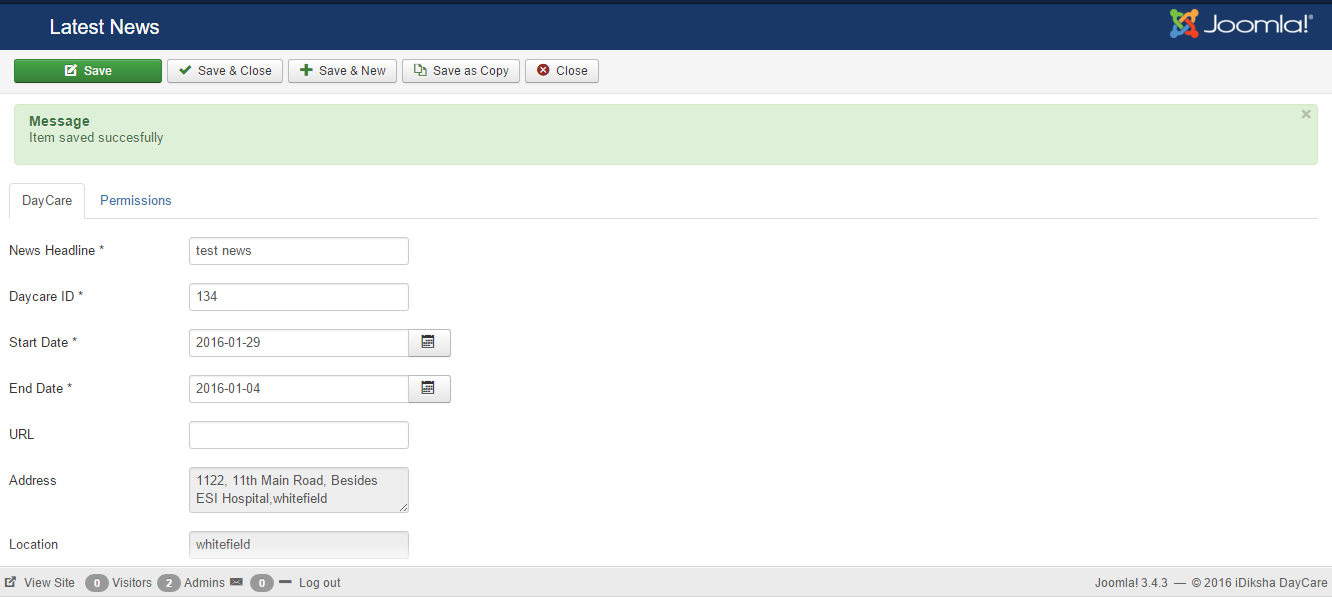 Latest News
Joomla!®
Save
Save & Close
Save & New
Save as Copy
Close
Message
×
Item saved succesfully
DayCare
Permissions
News Headline *
test news
Daycare ID *
134
Start Date *
2016-01-29
End Date *
2016-01-04
URL
Address
1122, 11th Main Road, Besides
ESI Hospital,whitefield
Location
whitefield
View Site
0 Visitors
2 Admins
0
Log out
Joomla! 3.4.3 — © 2016 iDiksha DayCare